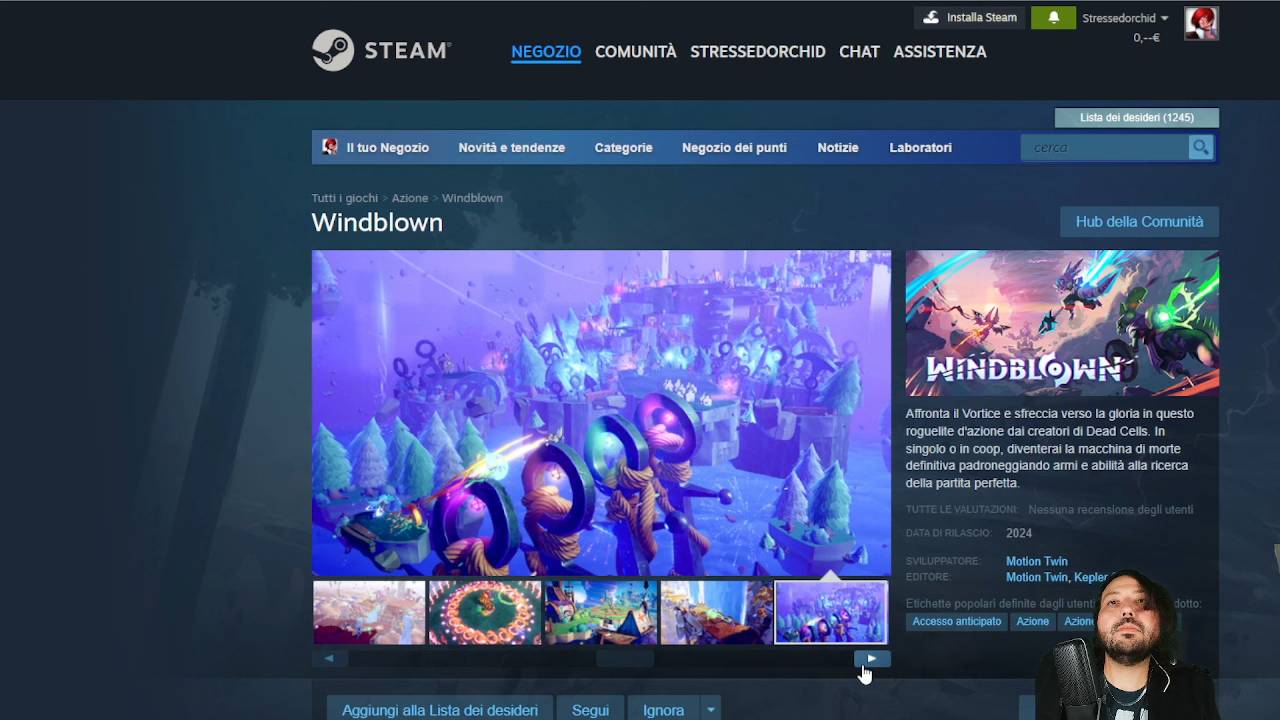 Installa Steam
Stressedorchid
0,--€
STEAM®
NEGOZIO COMUNITÀ STRESSEDORCHID CHAT ASSISTENZA
Lista dei desideri (1245)
Il tuo Negozio Novità e tendenze Categorie Negozio dei punti Notizie Laboratori cerca
Tutti i giochi > Azione > Windblown
Windblown
Hub della Comunità
WINDBLOWN
Affronta il Vortice e sfreccia verso la gloria in questo
roguelite d'azione dai creatori di Dead Cells. In
singolo o in coop, diventerai la macchina di morte
definitiva padroneggiando armi e abilità alla ricerca
della partita perfetta.
TUTTE LE VALUTAZIONI: Nessuna recensione degli utenti
DATA DI RILASCIO: 2024
SVILUPPATORE: Motion Twin
EDITORE: Motion Twin, Kepler
Etichette popolari definite dagli utenti
Accesso anticipato Azione
Aggiungi alla Lista dei desideri Segui Ignora